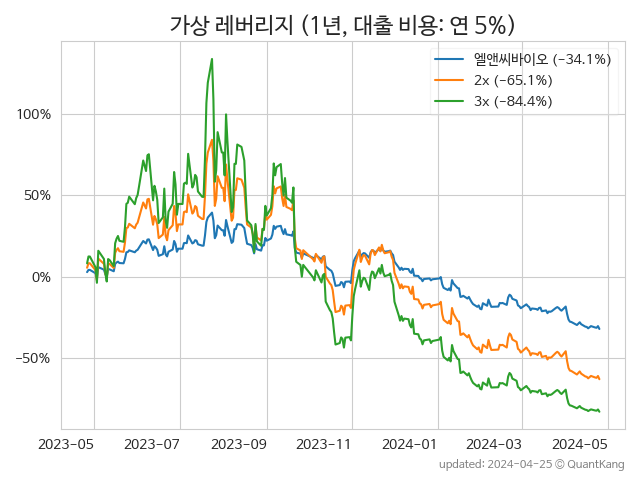 가상 레버리지 (1년, 대출 비용: 연 5%)
엘앤씨바이오 (−34.1%)
2x (−65.1%)
3x (−84.4%)
100%
50%
0%
−50%
2023-05 2023-07 2023-09 2023-11 2024-01 2024-03 2024-05
updated: 2024-04-25 © QuantKang